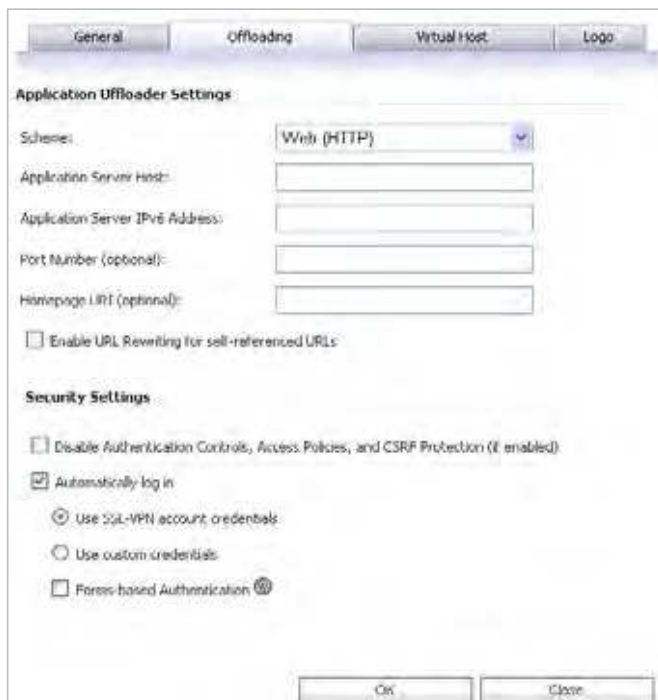 General Offloading Virtual Host Logo
Application Offloader Settings
Scheme: Web (HTTP)
Application Server Host:
Application Server IPv6 Address:
Port Number (optional):
Homepage URI (optional):
Enable URL Rewriting for self-referenced URLs
Security Settings
Disable Authentication Controls, Access Policies, and CSRF Protection (if enabled)
Automatically log in
Use SSL-VPN account credentials
Use custom credentials
Forms-based Authentication
OK Close